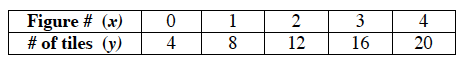 Figure # (x) 0 1 2 3 4
# of tiles (y) 4 8 12 16 20